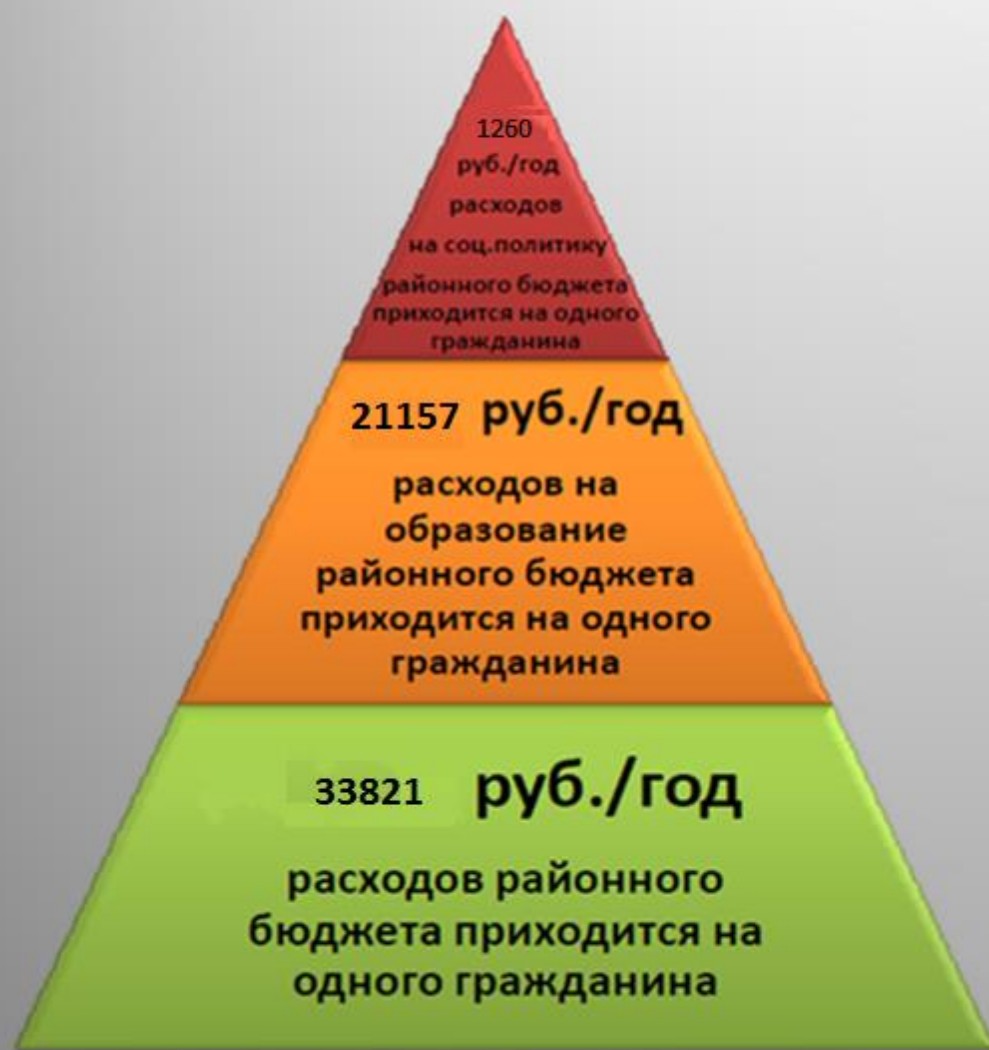 1260
руб./год
расходов
на соц.политику
районного бюджета
приходится на одного
гражданина
21157 руб./год
расходов на
образование
районного бюджета
приходится на одного
гражданина
33821 руб./год
расходов районного
бюджета приходится на
одного гражданина